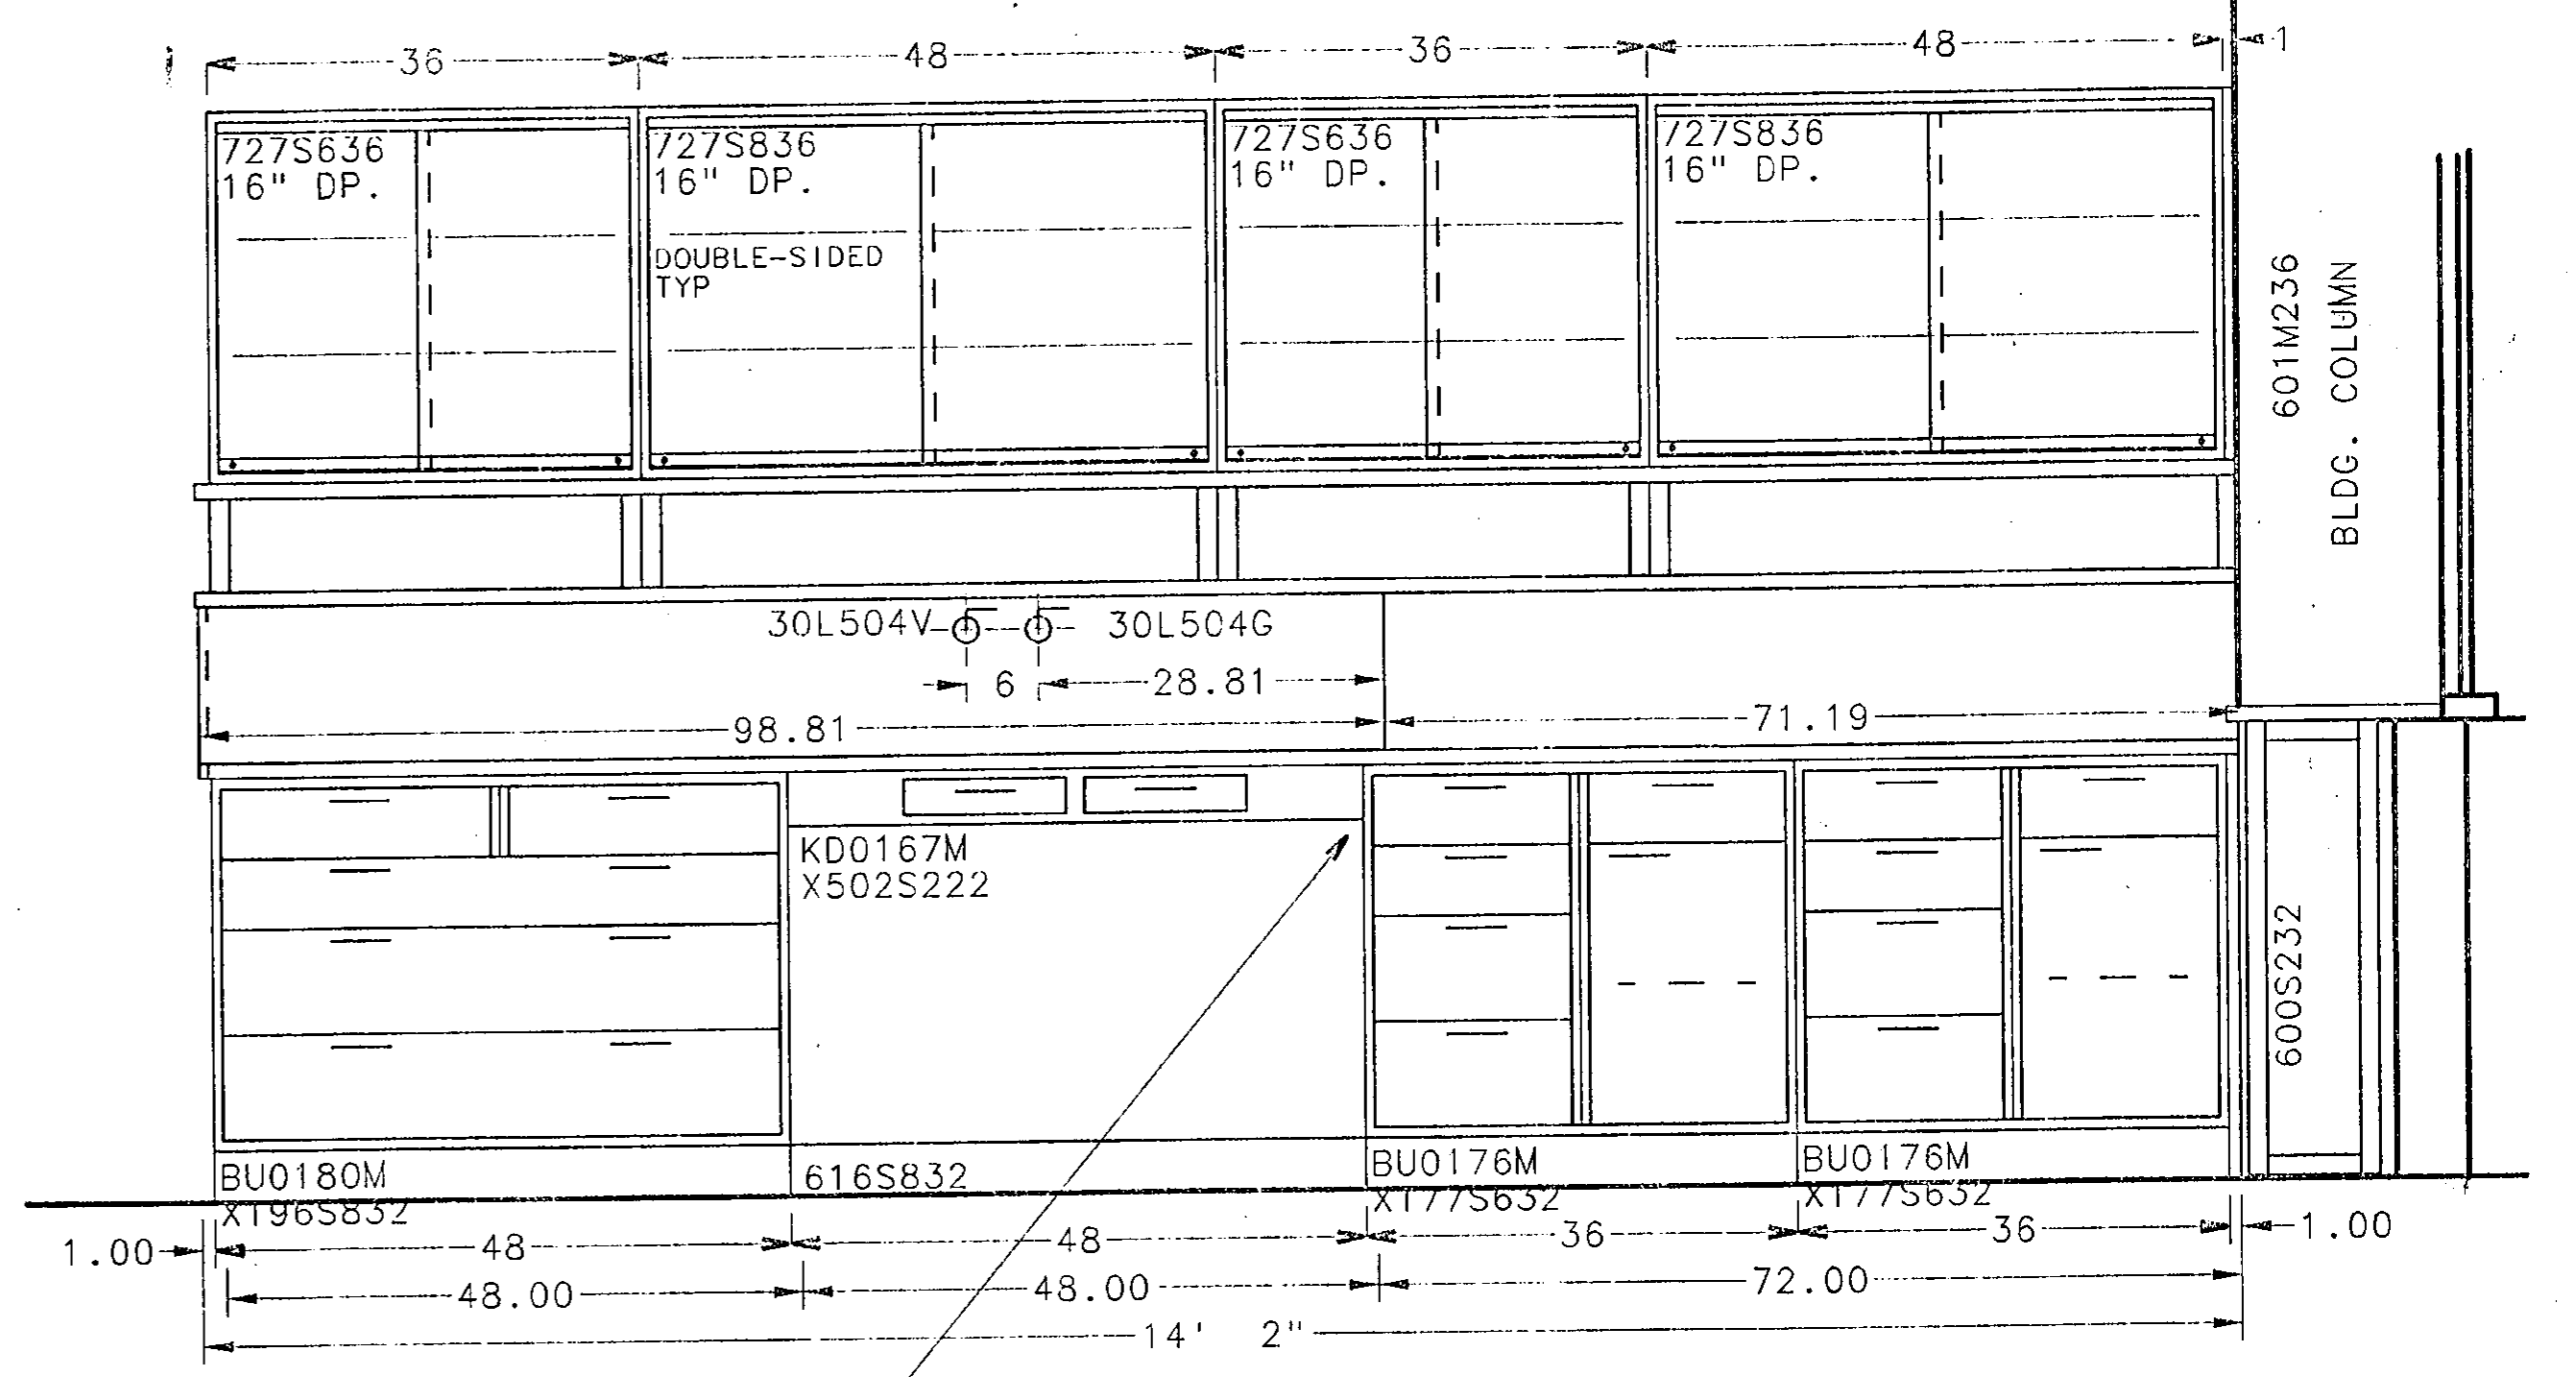 36 48 36 48 1
727S636
16" DP.
727S836
16" DP.
DOUBLE-SIDED
TYP
727S636
16" DP.
727S836
16" DP.
601M236
BLDG. COLUMN
30L504V 30L504G
6 28.81
98.81 71.19
KD0167M
X502S222
600S232
BU0180M
X196S832
616S832
BU0176M
X177S632
BU0176M
X177S632
1.00 48 48 36 36 1.00
48.00 48.00 72.00
14' 2"